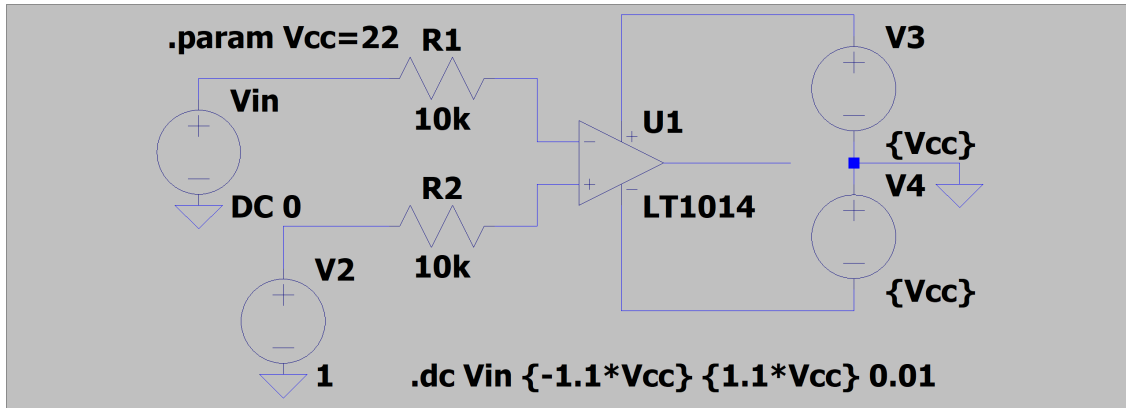 .param Vcc=22
R1
V3
Vin
10k
U1
{Vcc}
V4
R2
DC 0
LT1014
V2
10k
{Vcc}
1
.dc Vin {-1.1*Vcc} {1.1*Vcc} 0.01